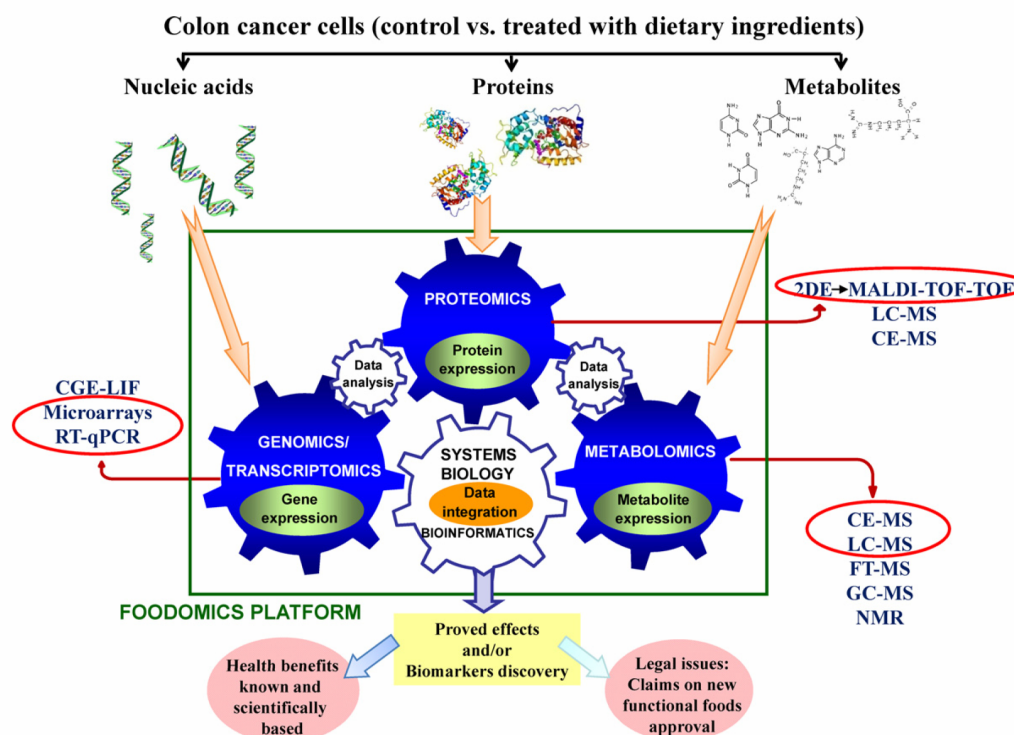 Colon cancer cells (control vs. treated with dietary ingredients)
Nucleic acids
Proteins
Metabolites
PROTEOMICS
Protein
expression
2DE→MALDI-TOF-TOF
LC-MS
CE-MS
Data
analysis
Data
analysis
CGE-LIF
Microarrays
RT-qPCR
GENOMICS/
TRANSCRIPTOMICS
Gene
expression
SYSTEMS
BIOLOGY
Data
integration
BIOINFORMATICS
METABOLOMICS
Metabolite
expression
CE-MS
LC-MS
FT-MS
GC-MS
NMR
FOODOMICS PLATFORM
Proved effects
and/or
Biomarkers discovery
Health benefits
known and
scientifically
based
Legal issues:
Claims on new
functional foods
approval